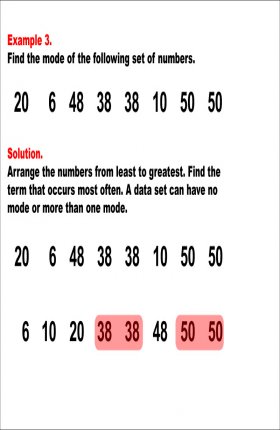 Example 3.
Find the mode of the following set of numbers.
20 6 48 38 38 10 50 50
Solution.
Arrange the numbers from least to greatest. Find the
term that occurs most often. A data set can have no
mode or more than one mode.
20 6 48 38 38 10 50 50
6 10 20 38 38 48 50 50